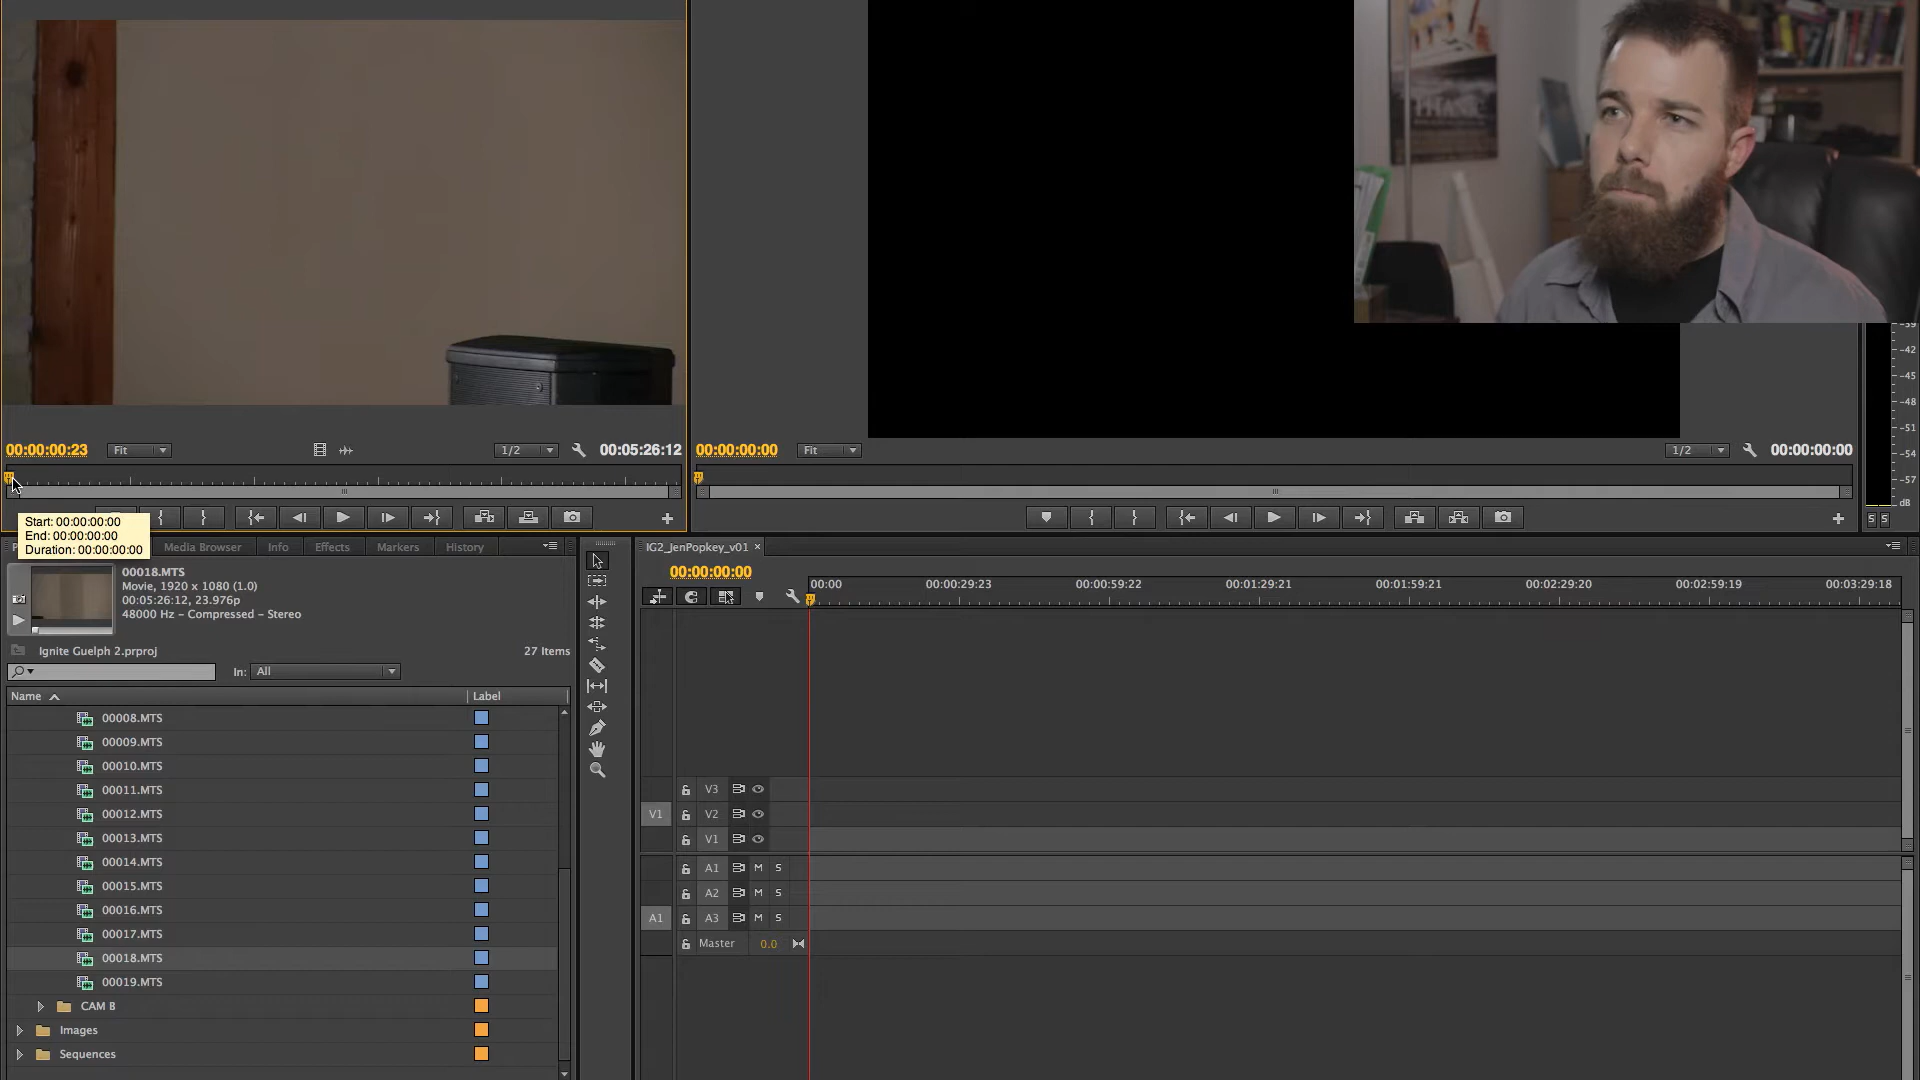 TITANIC
-39
-42
-45
-48
-51
-54
-57
dB
S S
00:00:00:23
Fit
1/2
00:05:26:12
00:00:00:00
Fit
1/2
00:00:00:00
Start: 00:00:00:00
End: 00:00:00:00
Duration: 00:00:00:00
Media Browser
Info
Effects
Markers
History
00018.MTS
Movie, 1920 x 1080 (1.0)
00:05:26:12, 23.976p
48000 Hz - Compressed - Stereo
Ignite Guelph 2.prproj
27 Items
In: All
Name
Label
00008.MTS
00009.MTS
00010.MTS
00011.MTS
00012.MTS
00013.MTS
00014.MTS
00015.MTS
00016.MTS
00017.MTS
00018.MTS
00019.MTS
CAM B
Images
Sequences
IG2_JenPopkey_v01 ×
00:00:00:00
00:00
00:00:29:23
00:00:59:22
00:01:29:21
00:01:59:21
00:02:29:20
00:02:59:19
00:03:29:18
V3
V1 V2
V1
A1 M S
A2 M S
A1 A3 M S
Master 0.0